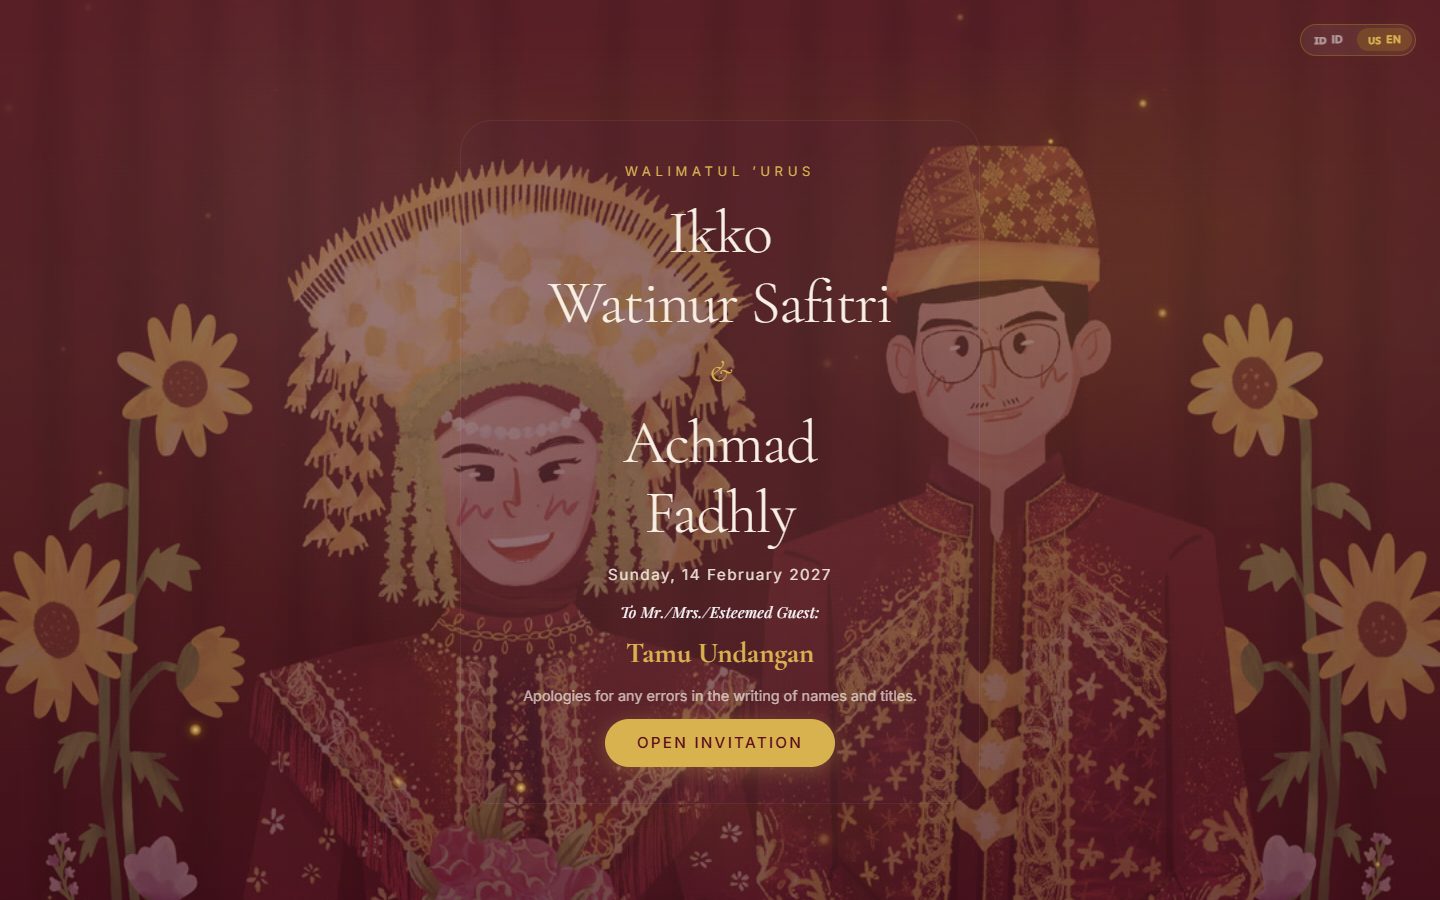 ID ID US EN
WALIMATUL 'URUS
Ikko
Watinur Safitri
&
Achmad
Fadhly
Sunday, 14 February 2027
To Mr./Mrs./Esteemed Guest:
Tamu Undangan
Apologies for any errors in the writing of names and titles.
OPEN INVITATION